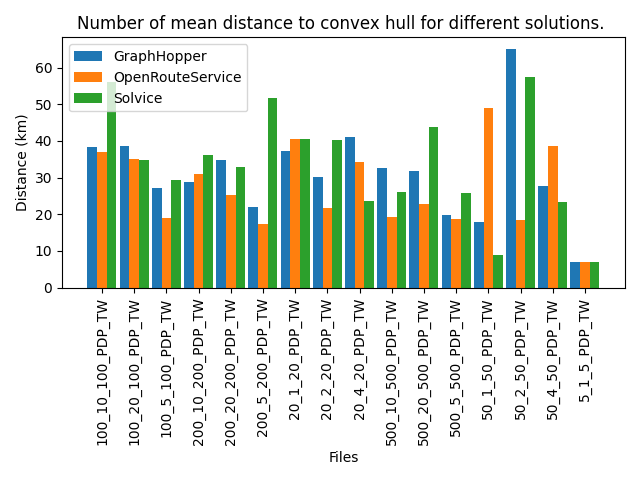 Number of mean distance to convex hull for different solutions.
GraphHopper
OpenRouteService
Solvice
Distance (km)
60
50
40
30
20
10
0
100_10_100_PDP_TW
100_20_100_PDP_TW
100_5_100_PDP_TW
200_10_200_PDP_TW
200_20_200_PDP_TW
200_5_200_PDP_TW
20_1_20_PDP_TW
20_2_20_PDP_TW
20_4_20_PDP_TW
500_10_500_PDP_TW
500_20_500_PDP_TW
500_5_500_PDP_TW
50_1_50_PDP_TW
50_2_50_PDP_TW
50_4_50_PDP_TW
5_1_5_PDP_TW
Files